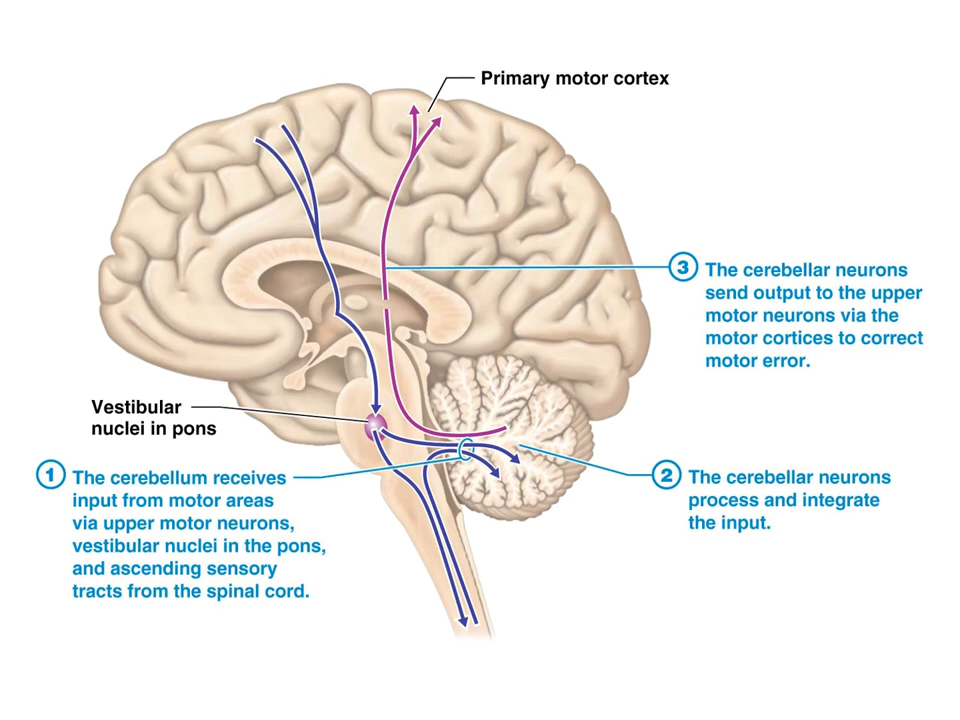 Primary motor cortex
3
The cerebellar neurons
send output to the upper
motor neurons via the
motor cortices to correct
motor error.
Vestibular
nuclei in pons
1
The cerebellum receives
input from motor areas
via upper motor neurons,
vestibular nuclei in the pons,
and ascending sensory
tracts from the spinal cord.
2
The cerebellar neurons
process and integrate
the input.